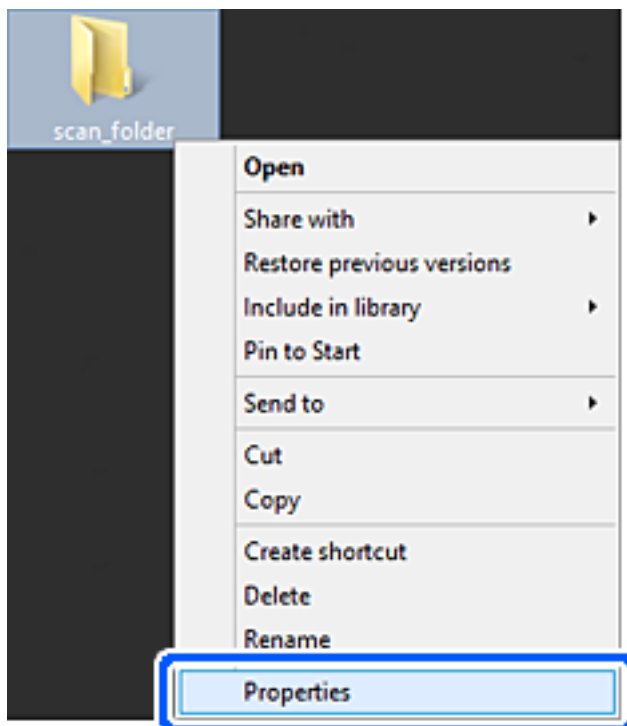 scan_folder
Open
Share with
Restore previous versions
Include in library
Pin to Start
Send to
Cut
Copy
Create shortcut
Delete
Rename
Properties